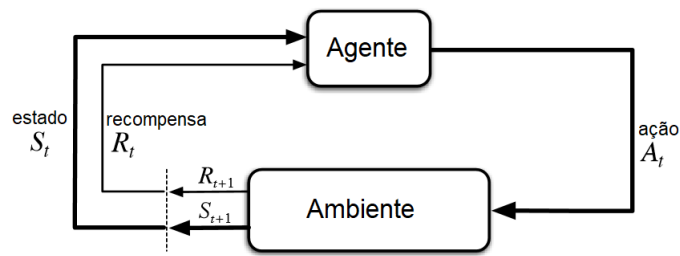 Agente
estado
S_t
recompensa
R_t
ação
A_t
R_{t+1}
S_{t+1}
Ambiente